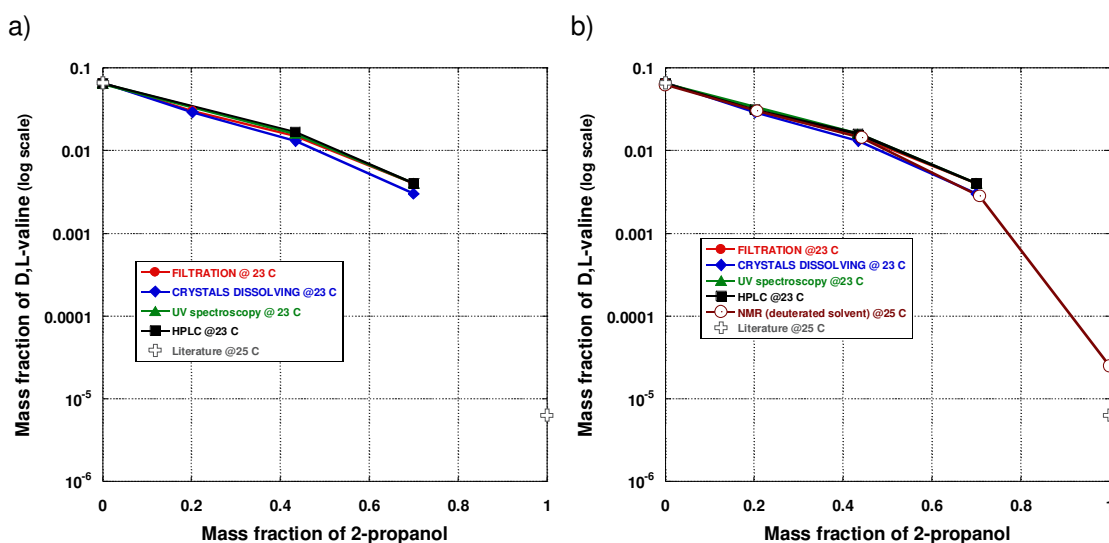 a)
0.1
0.01
0.001
0.0001
10-5
10-6
Mass fraction of D,L-valine (log scale)
FILTRATION @ 23 C
CRYSTALS DISSOLVING @23 C
UV spectroscopy @ 23 C
HPLC @23 C
Literature @25 C
0 0.2 0.4 0.6 0.8 1
Mass fraction of 2-propanol
b)
0.1
0.01
0.001
0.0001
10-5
10-6
Mass fraction of D,L-valine (log scale)
FILTRATION @ 23 C
CRYSTALS DISSOLVING @ 23 C
UV spectroscopy @ 23 C
HPLC @23 C
NMR (deuterated solvent) @25 C
Literature @25 C
0 0.2 0.4 0.6 0.8 1
Mass fraction of 2-propanol